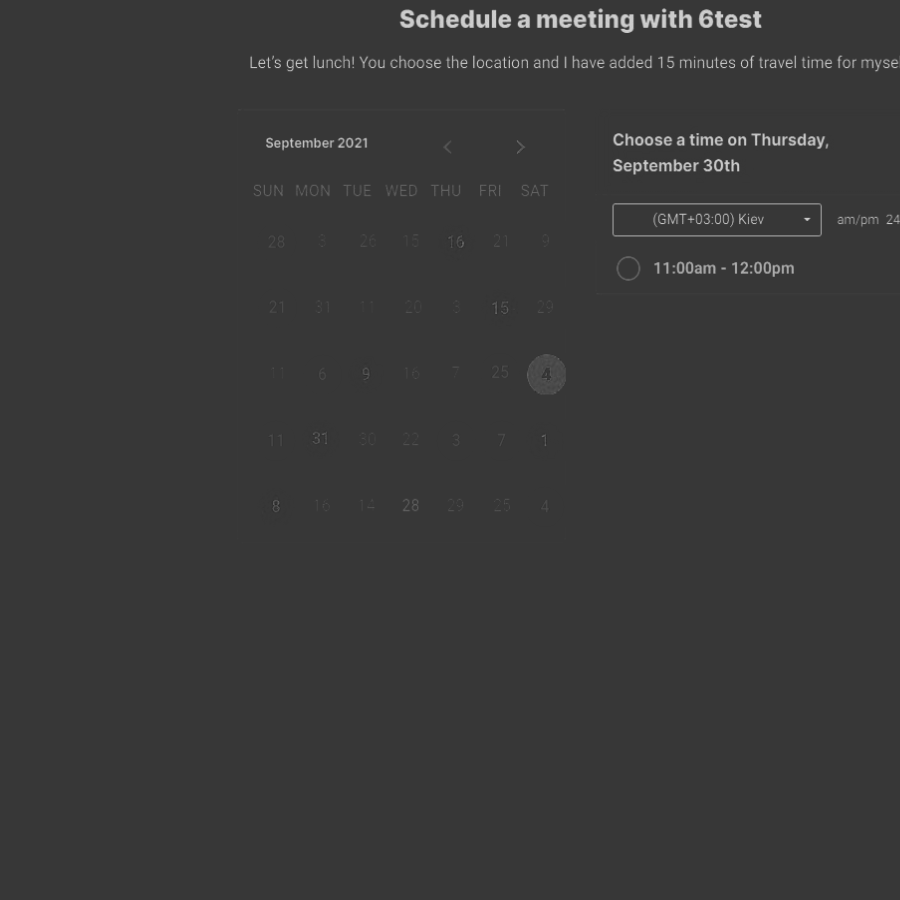 Schedule a meeting with 6test
Let's get lunch! You choose the location and I have added 15 minutes of travel time for myse
September 2021
SUN MON TUE WED THU FRI SAT
28 3 26 15 16 21 9
21 31 11 20 8 15 29
11 6 9 16 7 25 4
11 31 30 22 3 7 1
8 16 14 28 29 25 4
Choose a time on Thursday,
September 30th
(GMT+03:00) Kiev am/pm 24
11:00am - 12:00pm